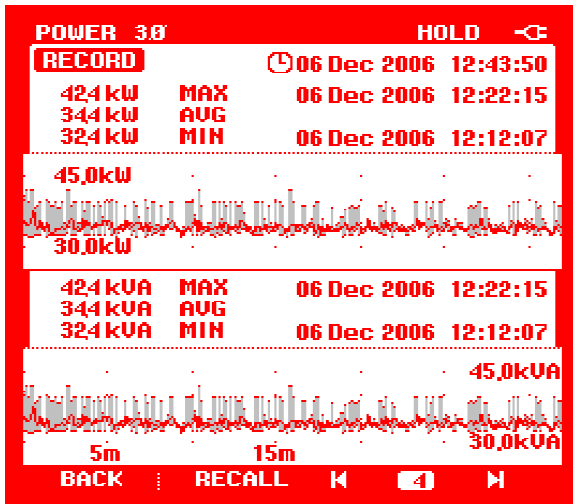 POWER 3.0
HOLD
RECORD
06 Dec 2006 12:43:50
42,4 kW MAX 06 Dec 2006 12:22:15
34,4 kW AVG
32,4 kW MIN 06 Dec 2006 12:12:07
45,0kW
30,0kW
42,4 kVA MAX 06 Dec 2006 12:22:15
34,4 kVA AVG
32,4 kVA MIN 06 Dec 2006 12:12:07
45,0kVA
30,0kVA
5m 15m
BACK RECALL 4